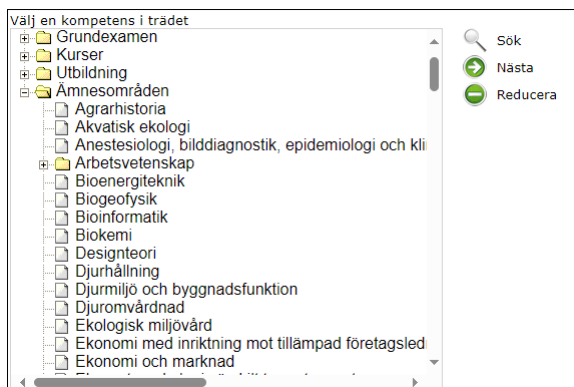 Välj en kompetens i trädet
Grundexamen
Kurser
Utbildning
Ämnesområden
Agrarhistoria
Akvatisk ekologi
Anestesiologi, bilddiagnostik, epidemiologi och kli
Arbetsvetenskap
Bioenergiteknik
Biogeofysik
Bioinformatik
Biokemi
Designteori
Djurhållning
Djurmiljö och byggnadsfunktion
Djuromvårdnad
Ekologisk miljövård
Ekonomi med inriktning mot tillämpad företagsled
Ekonomi och marknad
Sök
Nästa
Reducera